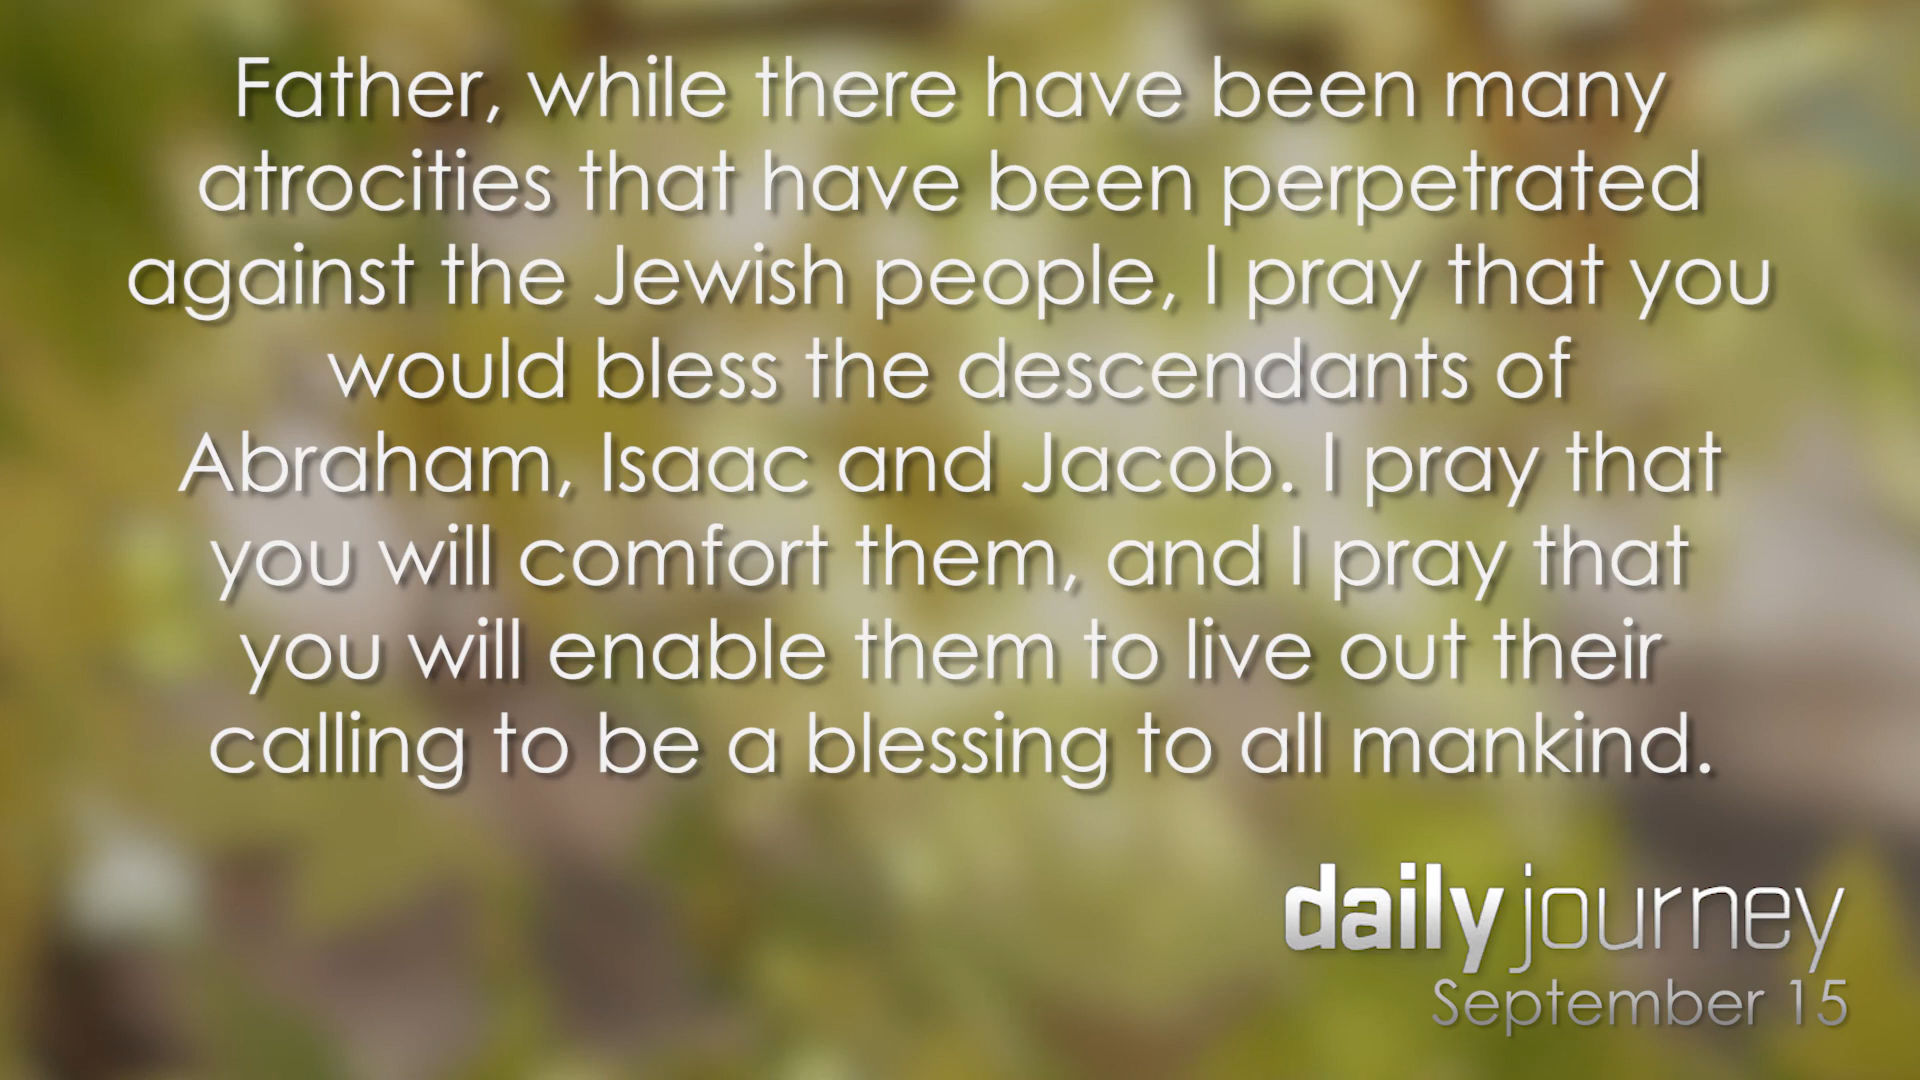 Father, while there have been many
atrocities that have been perpetrated
against the Jewish people, I pray that you
would bless the descendants of
Abraham, Isaac and Jacob. I pray that
you will comfort them, and I pray that
you will enable them to live out their
calling to be a blessing to all mankind.
daily journey
September 15